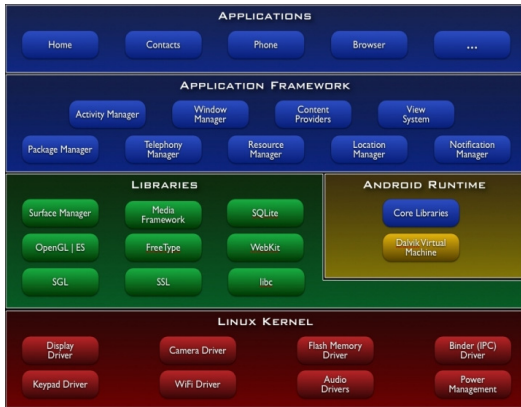 APPLICATIONS
Home Contacts Phone Browser ...
APPLICATION FRAMEWORK
Activity Manager Window Manager Content Providers View System
Package Manager Telephony Manager Resource Manager Location Manager Notification Manager
LIBRARIES
Surface Manager Media Framework SQLite
OpenGL | ES FreeType WebKit
SGL SSL libc
ANDROID RUNTIME
Core Libraries
Dalvik Virtual Machine
LINUX KERNEL
Display Driver Camera Driver Flash Memory Driver Binder (IPC) Driver
Keypad Driver WiFi Driver Audio Drivers Power Management